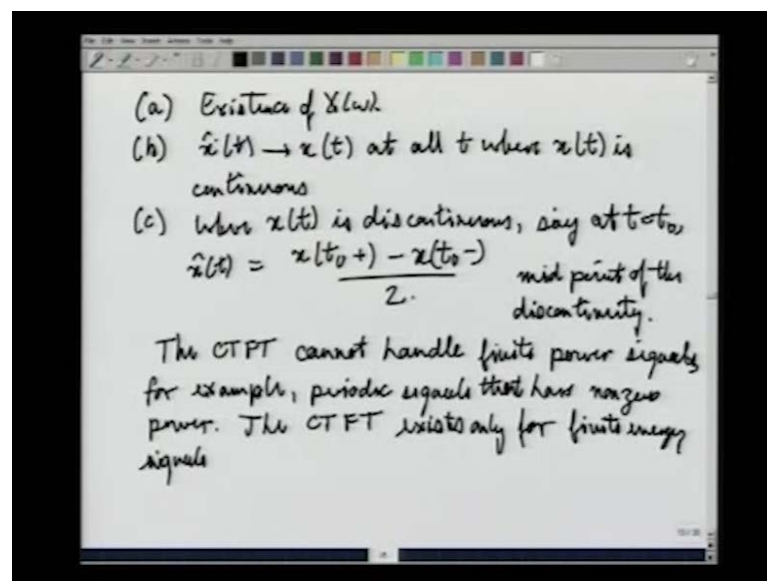 (a) Existence of X(ω).
(b) x̂(t) → x(t) at all t where x(t) is
continuous
(c) where x(t) is discontinuous, say at t=t₀,
x̂(t) = x(t₀+) - x(t₀-) / 2. mid point of the
discontinuity.
The CTFT cannot handle finite power signals,
for example, periodic signals that have nonzero
power. The CTFT exists only for finite energy
signals